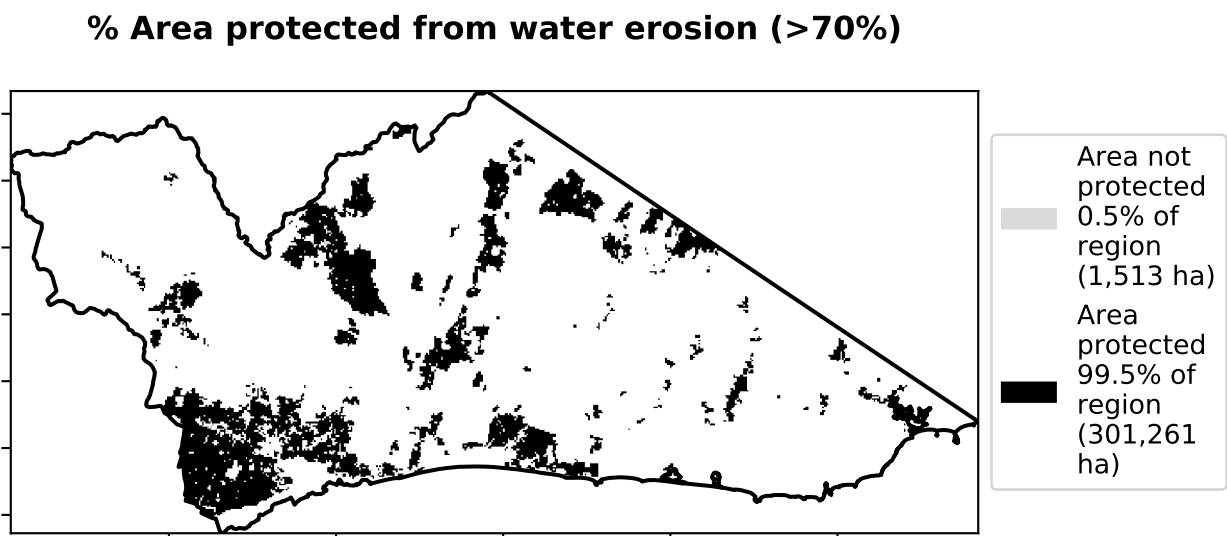 % Area protected from water erosion (>70%)
Area not
protected
0.5% of
region
(1,513 ha)
Area
protected
99.5% of
region
(301,261
ha)